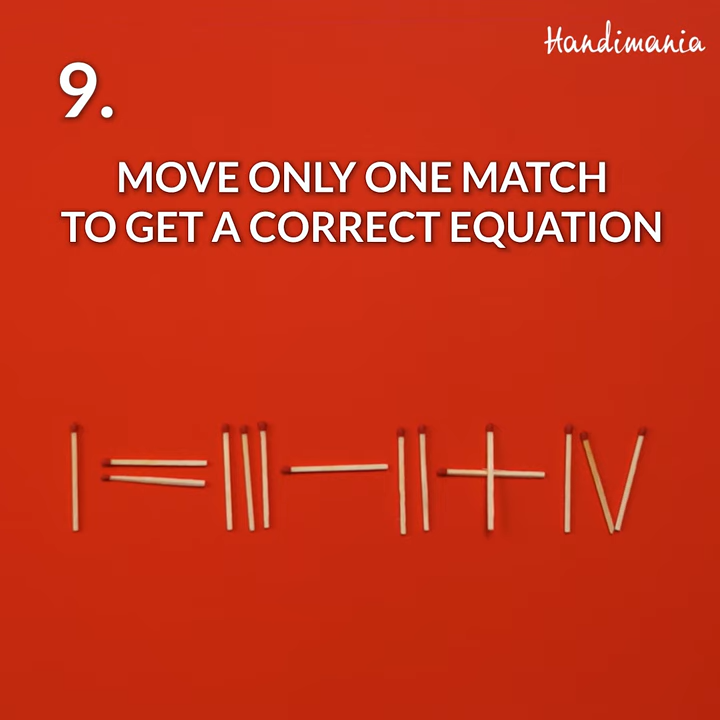 Handimania
9.
MOVE ONLY ONE MATCH
TO GET A CORRECT EQUATION
I = III - II + IV